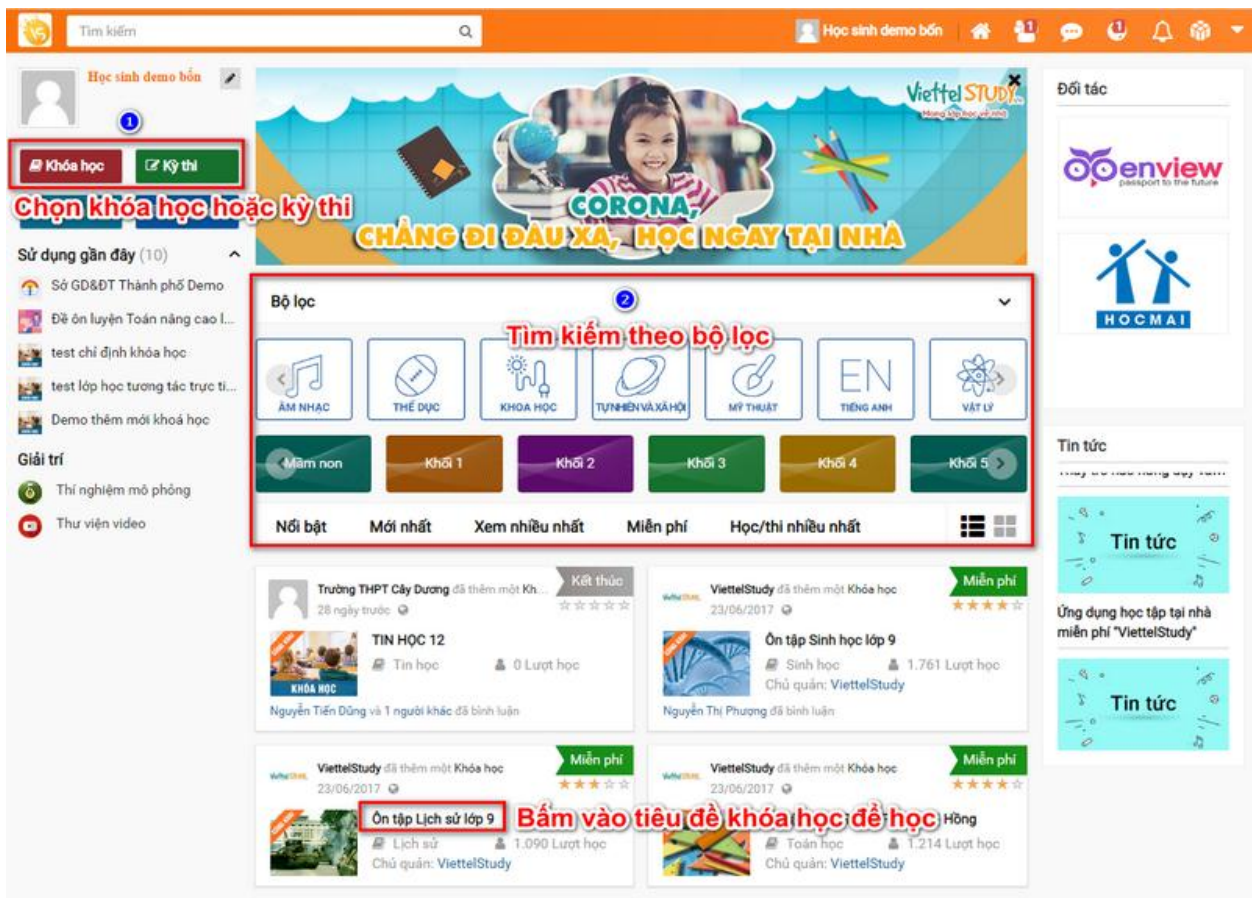 Tìm kiếm
Học sinh demo bốn
1
1
Học sinh demo bốn
1
Khóa học
Kỳ thi
Chọn khóa học hoặc kỳ thi
Sử dụng gần đây (10)
Sở GD&ĐT Thành phố Demo
Đề ôn luyện Toán nâng cao l...
test chỉ định khóa học
test lớp học tương tác trực ti...
Demo thêm mới khoá học
Giải trí
Thí nghiệm mô phỏng
Thư viện video
Viettel STUDY
Mang lớp học về nhà
CORONA,
CHẲNG ĐI ĐÂU XA, HỌC NGAY TẠI NHÀ
Bộ lọc
2
Tìm kiếm theo bộ lọc
ÂM NHẠC
THỂ DỤC
KHOA HỌC
TỰ NHIÊN VÀ XÃ HỘI
MỸ THUẬT
EN
TIẾNG ANH
VẬT LÝ
Mầm non
Khối 1
Khối 2
Khối 3
Khối 4
Khối 5
Nổi bật
Mới nhất
Xem nhiều nhất
Miễn phí
Học/thi nhiều nhất
Trường THPT Cây Dương đã thêm một Kh...
Kết thúc
28 ngày trước
TIN HỌC 12
Tin học
0 Lượt học
KHÓA HỌC
Nguyễn Tiến Dũng và 1 người khác đã bình luận
ViettelStudy đã thêm một Khóa học
Miễn phí
23/06/2017
Ôn tập Sinh học lớp 9
Sinh học
1.761 Lượt học
Chủ quản: ViettelStudy
Nguyễn Thị Phượng đã bình luận
ViettelStudy đã thêm một Khóa học
Miễn phí
23/06/2017
Ôn tập Lịch sử lớp 9
Bấm vào tiêu đề khóa học để học
Lịch sử
1.090 Lượt học
Chủ quản: ViettelStudy
ViettelStudy đã thêm một Khóa học
Miễn phí
23/06/2017
Hồng
Toán học
1.214 Lượt học
Chủ quản: ViettelStudy
Đối tác
openview
passport to the future
HOCMAI
Tin tức
Tin tức
Ứng dụng học tập tại nhà
miễn phí "ViettelStudy"
Tin tức